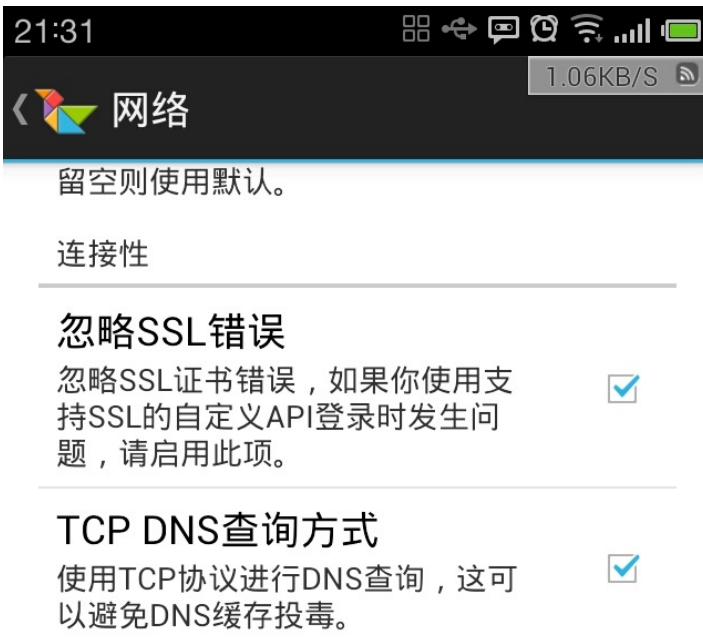 21:31
1.06KB/S
网络
留空则使用默认。
连接性
忽略SSL错误
忽略SSL证书错误，如果你使用支
持SSL的自定义API登录时发生问
题，请启用此项。
TCP DNS查询方式
使用TCP协议进行DNS查询，这可
以避免DNS缓存投毒。